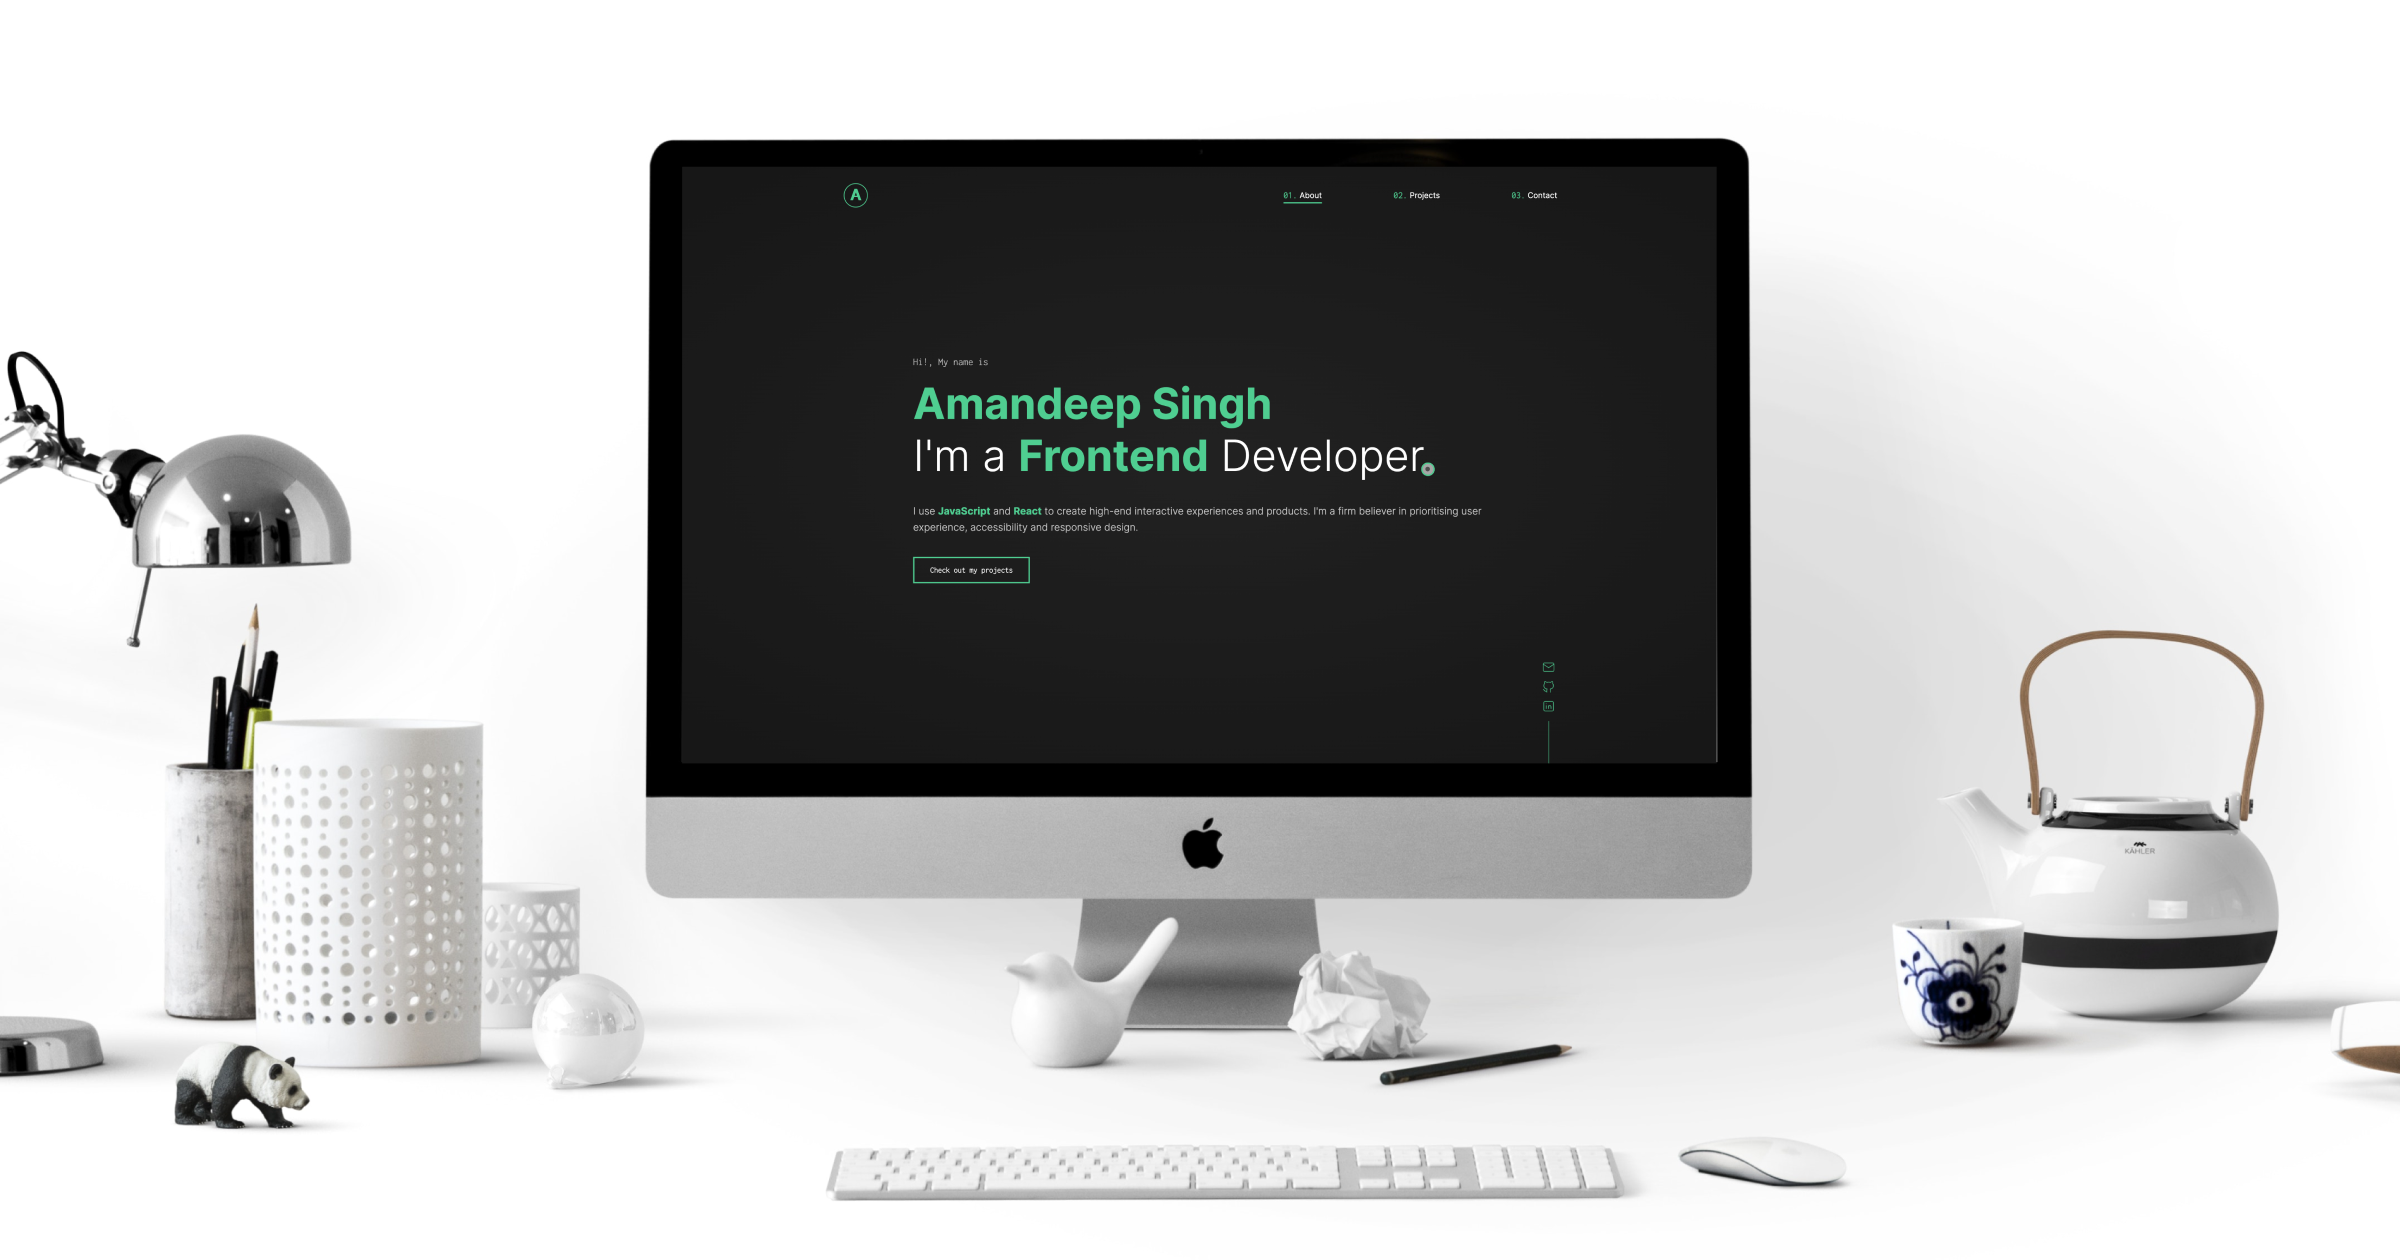 A
01. About
02. Projects
03. Contact
Hi!, My name is
Amandeep Singh
I'm a Frontend Developer.
I use JavaScript and React to create high-end interactive experiences and products. I'm a firm believer in prioritising user
experience, accessibility and responsive design.
Check out my projects
in
KÄHLER